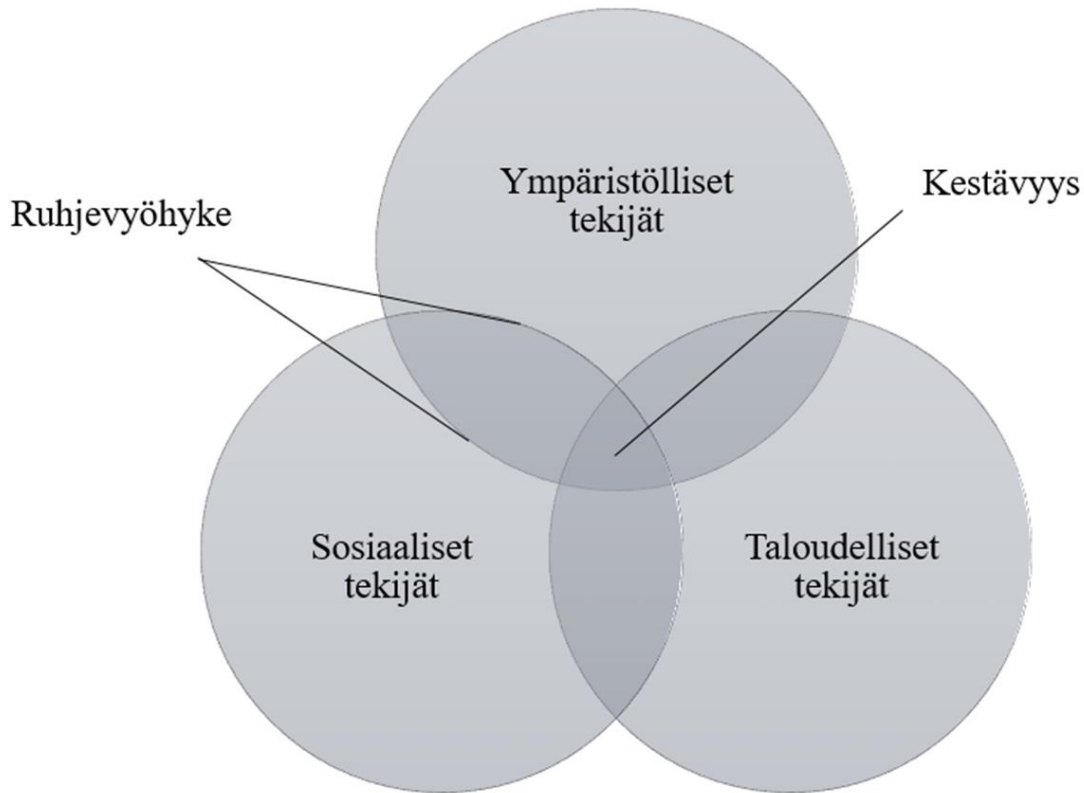 Ympäristölliset
tekijät
Kestävyys
Ruhjevyöhyke
Sosiaaliset
tekijät
Taloudelliset
tekijät